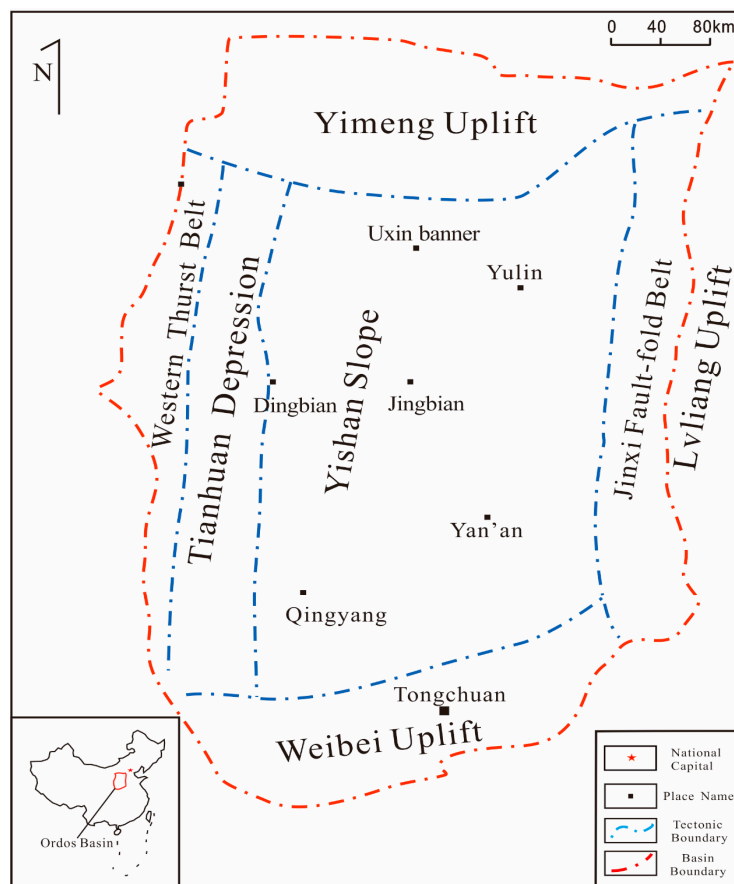 0 40 80km
N
Yimeng Uplift
Uxin banner
Yulin
Western Thurst Belt
Tianhuan Depression
Yishan Slope
Jinxi Fault-fold Belt
Lvliang Uplift
Dingbian
Jingbian
Yan'an
Qingyang
Tongchuan
Weibei Uplift
Ordos Basin
National
Capital
Place Name
Tectonic
Boundary
Basin
Boundary